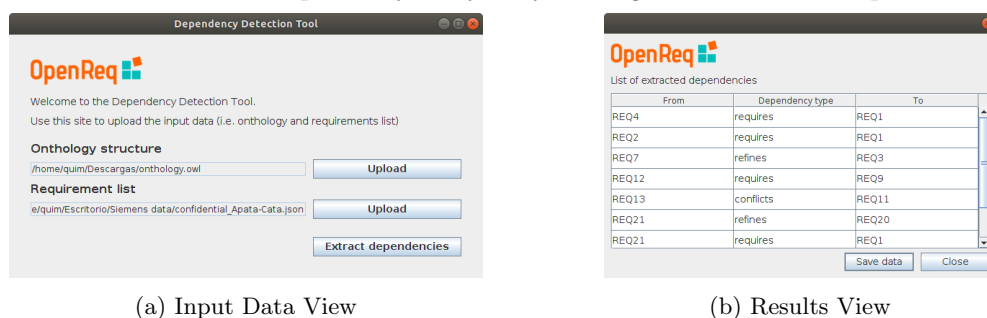 Dependency Detection Tool
OpenReq
Welcome to the Dependency Detection Tool.
Use this site to upload the input data (i.e. onthology and requirements list)
Onthology structure
/home/quim/Descargas/onthology.owl
Upload
Requirement list
e/quim/Escritorio/Siemens data/confidential_Apata-Cata.json
Upload
Extract dependencies
(a) Input Data View
OpenReq
List of extracted dependencies
From Dependency type To
REQ4 requires REQ1
REQ2 requires REQ1
REQ7 refines REQ3
REQ12 requires REQ9
REQ13 conflicts REQ11
REQ21 refines REQ20
REQ21 requires REQ1
Save data Close
(b) Results View